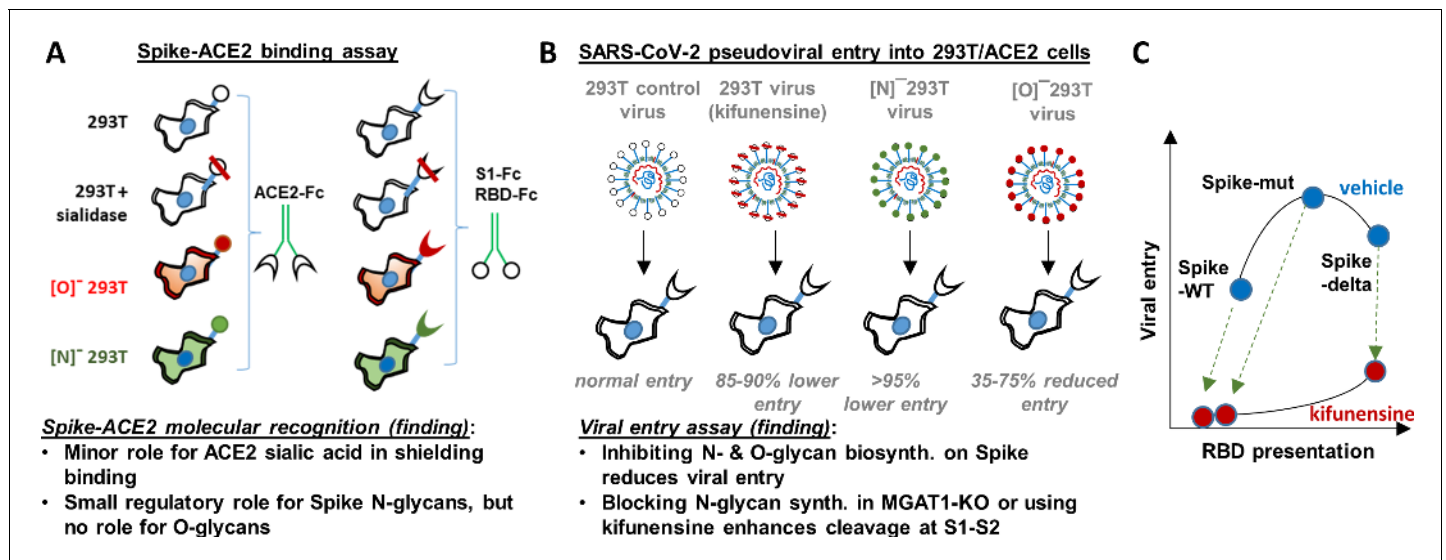 A
Spike-ACE2 binding assay
293T
293T+
sialidase
[O]⁻ 293T
[N]⁻ 293T
ACE2-Fc
S1-Fc
RBD-Fc
Spike-ACE2 molecular recognition (finding):
• Minor role for ACE2 sialic acid in shielding
binding
• Small regulatory role for Spike N-glycans, but
no role for O-glycans
B
SARS-CoV-2 pseudoviral entry into 293T/ACE2 cells
293T control
virus
293T virus
(kifunensine)
[N]⁻293T
virus
[O]⁻293T
virus
normal entry
85-90% lower
entry
>95%
lower entry
35-75% reduced
entry
Viral entry assay (finding):
• Inhibiting N- & O-glycan biosynth. on Spike
reduces viral entry
• Blocking N-glycan synth. in MGAT1-KO or using
kifunensine enhances cleavage at S1-S2
C
Viral entry
Spike-mut
vehicle
Spike
-WT
Spike
-delta
kifunensine
RBD presentation